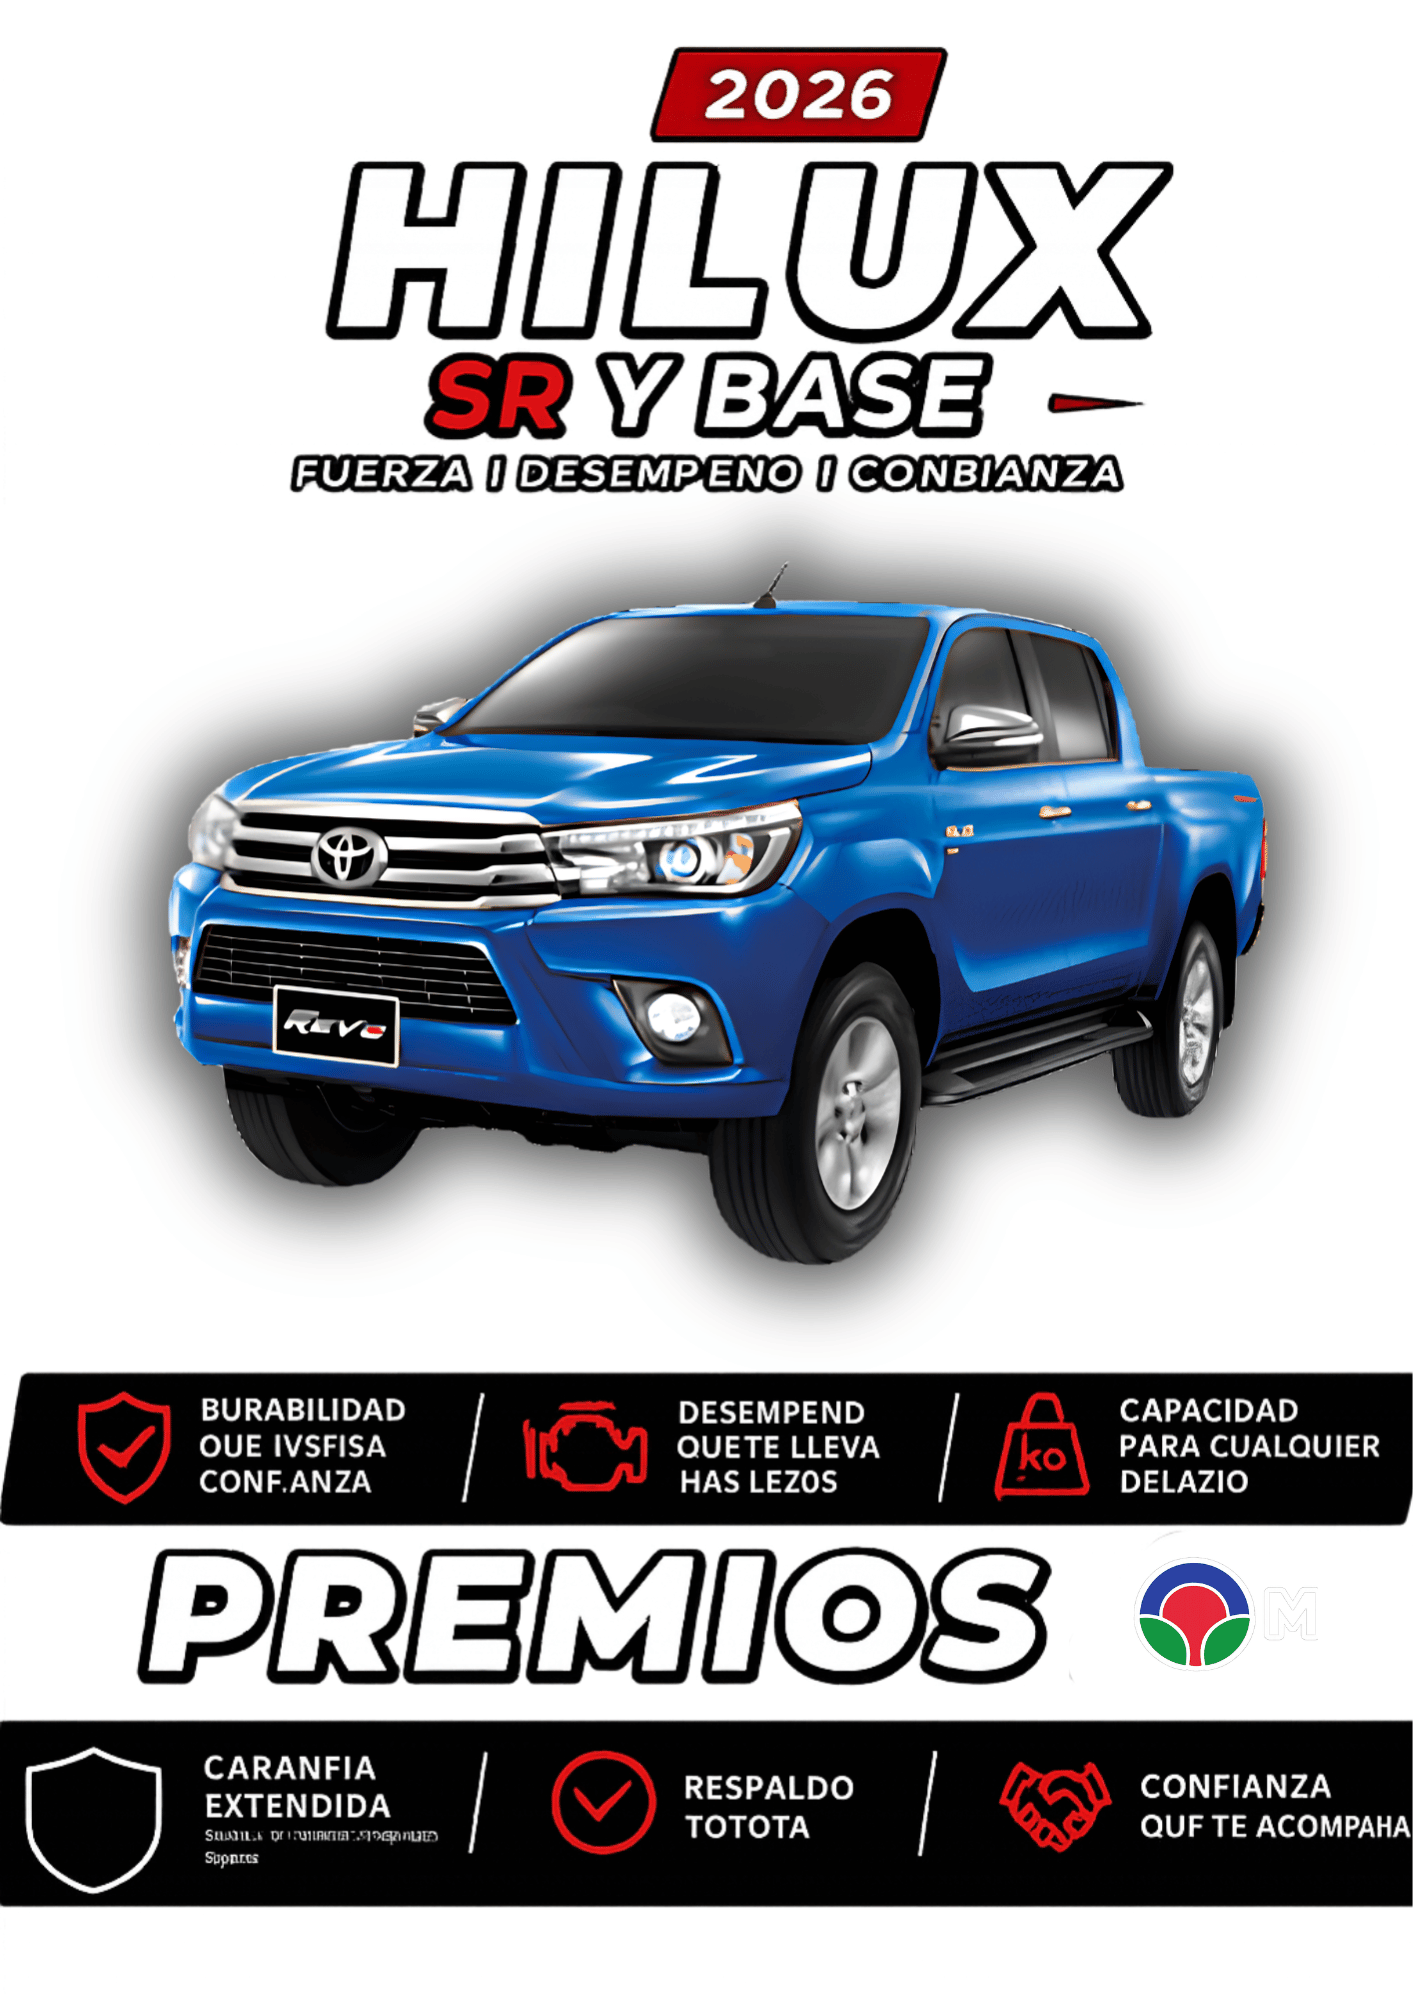 2026
HILUX
SR Y BASE
FUERZA | DESEMPENO | CONBIANZA
REVO
BURABILIDAD
OUE IVSFISA
CONF.ANZA
DESEMPEND
QUETE LLEVA
HAS LEZ0S
ko
CAPACIDAD
PARA CUALQUIER
DELAZIO
PREMIOS
M
CARANFIA
EXTENDIDA
RESPALDO
TOTOTA
CONFIANZA
QUF TE ACOMPAHA